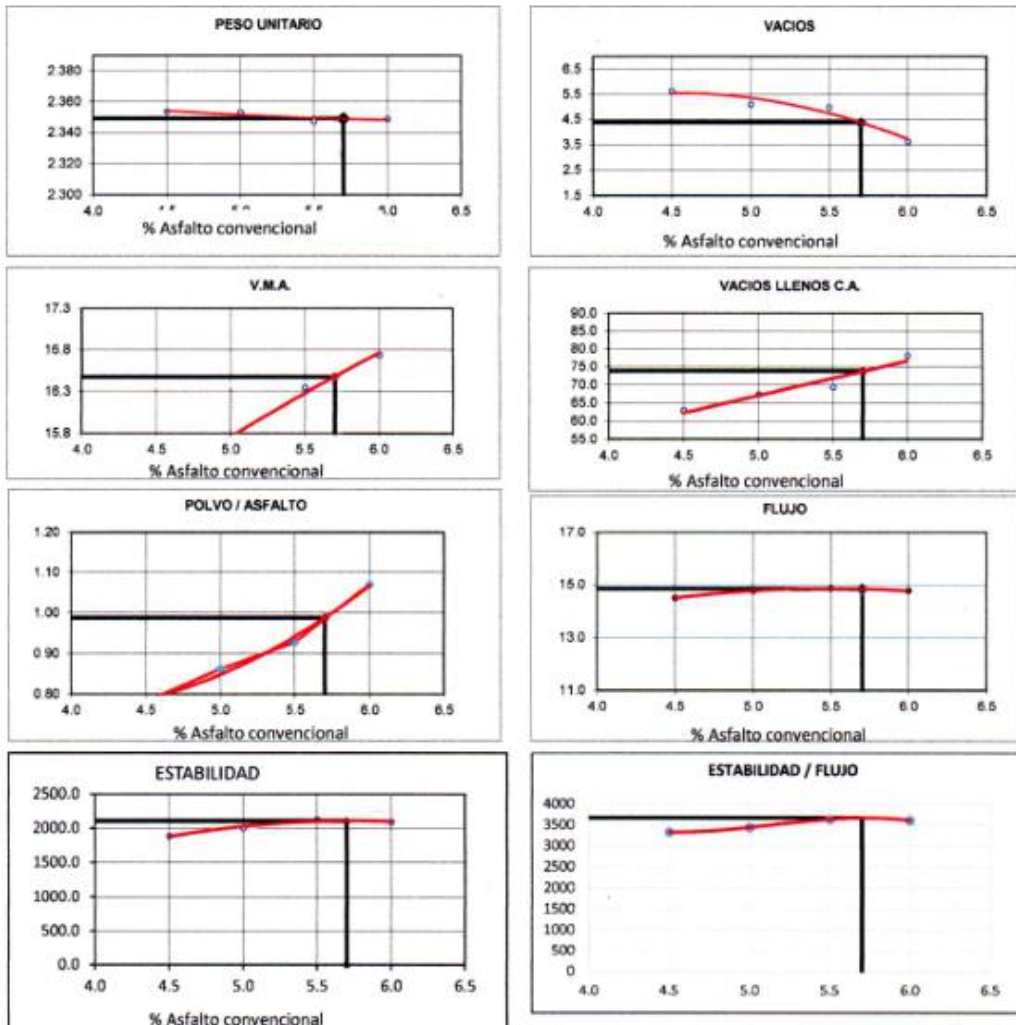 PESO UNITARIO
2.380
2.360
2.340
2.320
2.300
4.0 5.0 6.5
% Asfalto convencional
VACIOS
6.5
5.5
4.5
3.5
2.5
1.5
4.0 4.5 5.0 5.5 6.0 6.5
% Asfalto convencional
V.M.A.
17.3
16.8
16.3
15.8
4.0 4.5 5.0 5.5 6.0 6.5
% Asfalto convencional
VACIOS LLENOS C.A.
90.0
85.0
80.0
75.0
70.0
65.0
60.0
55.0
4.0 4.5 5.0 5.5 6.0 6.5
% Asfalto convencional
POLVO / ASFALTO
1.20
1.10
1.00
0.90
0.80
4.0 4.5 5.0 5.5 6.0 6.5
% Asfalto convencional
FLUJO
17.0
15.0
13.0
11.0
4.0 4.5 5.0 5.5 6.0 6.5
% Asfalto convencional
ESTABILIDAD
2500.0
2000.0
1500.0
1000.0
500.0
0.0
4.0 4.5 5.0 5.5 6.0 6.5
% Asfalto convencional
ESTABILIDAD / FLUJO
4000
3500
3000
2500
2000
1500
1000
500
0
4.0 4.5 5.0 5.5 6.0 6.5